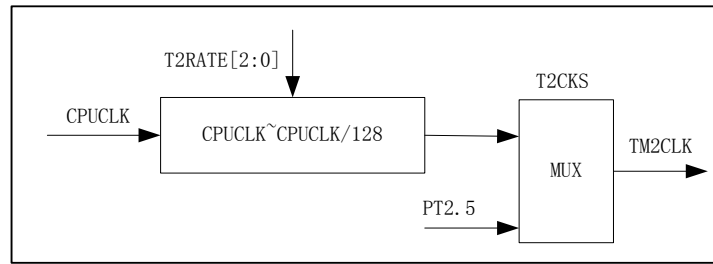 T2RATE[2:0]
T2CKS
CPUCLK
CPUCLK~CPUCLK/128
TM2CLK
MUX
PT2.5